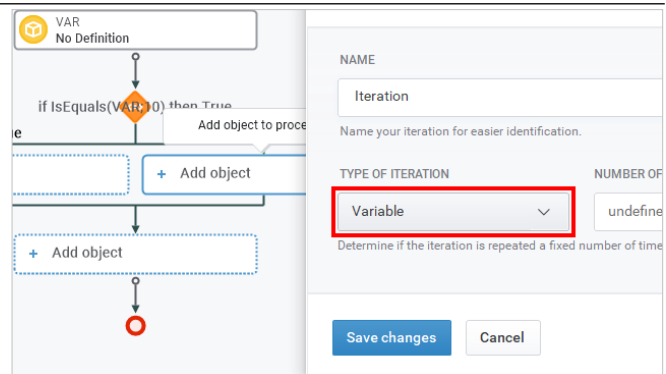 VAR
No Definition
if IsEquals(VAR;10) then True
Add object to proce
+ Add object
+ Add object
NAME
Iteration
Name your iteration for easier identification.
TYPE OF ITERATION
NUMBER OF
Variable
undefine
Determine if the iteration is repeated a fixed number of time
Save changes
Cancel